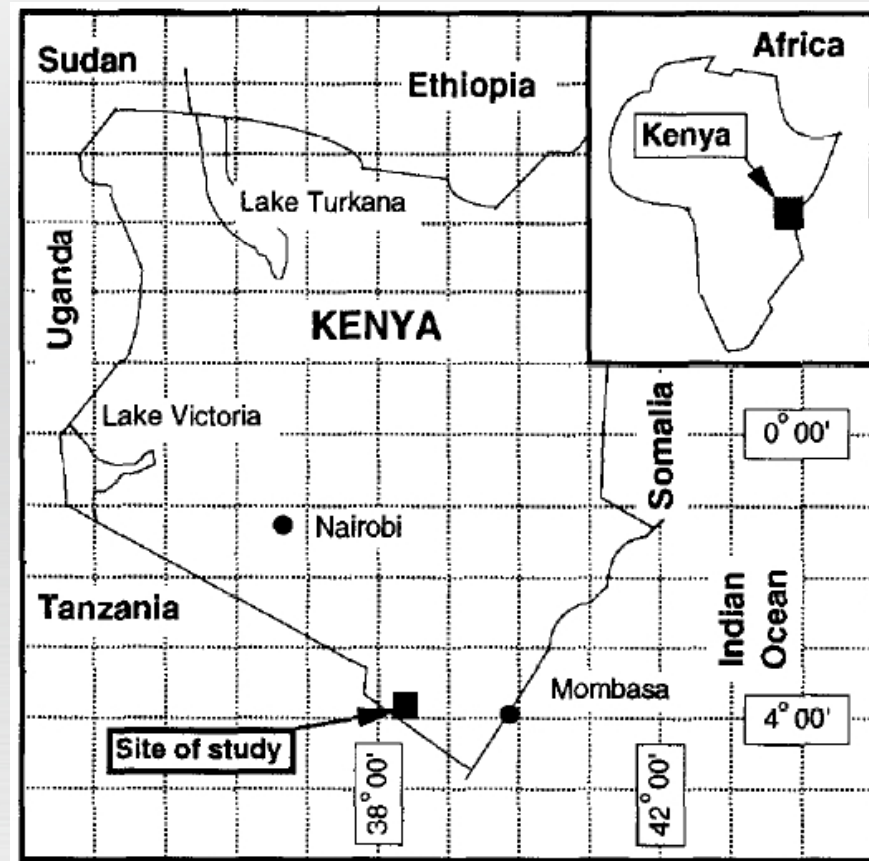 Sudan
Ethiopia
Africa
Kenya
Lake Turkana
Uganda
KENYA
Lake Victoria
Somalia
0° 00'
Nairobi
Tanzania
Indian
Ocean
Mombasa
Site of study
4° 00'
38° 00'
42° 00'